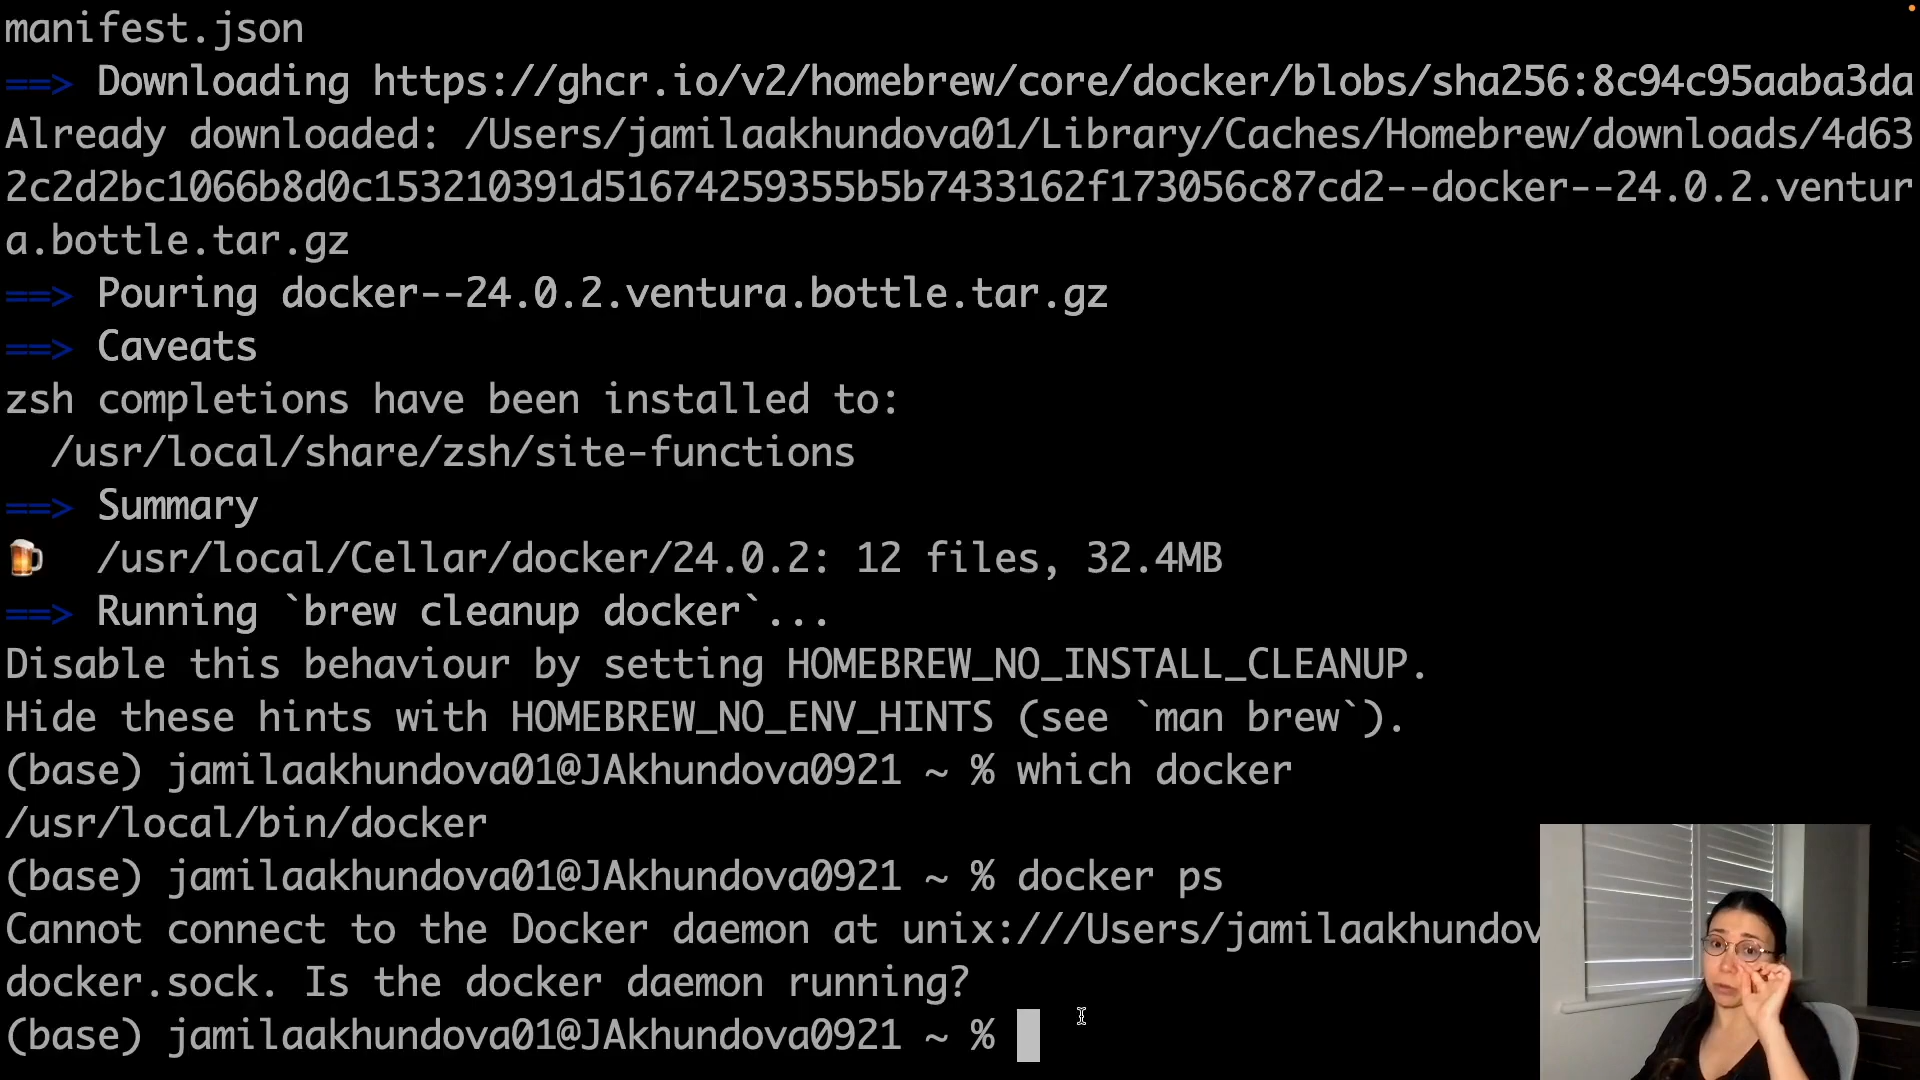 manifest.json
==> Downloading https://ghcr.io/v2/homebrew/core/docker/blobs/sha256:8c94c95aaba3da
Already downloaded: /Users/jamilaakhundova01/Library/Caches/Homebrew/downloads/4d63
2c2d2bc1066b8d0c153210391d51674259355b5b7433162f173056c87cd2--docker--24.0.2.ventur
a.bottle.tar.gz
==> Pouring docker--24.0.2.ventura.bottle.tar.gz
==> Caveats
zsh completions have been installed to:
/usr/local/share/zsh/site-functions
==> Summary
🍺 /usr/local/Cellar/docker/24.0.2: 12 files, 32.4MB
==> Running `brew cleanup docker`...
Disable this behaviour by setting HOMEBREW_NO_INSTALL_CLEANUP.
Hide these hints with HOMEBREW_NO_ENV_HINTS (see `man brew`).
(base) jamilaakhundova01@JAkhundova0921 ~ % which docker
/usr/local/bin/docker
(base) jamilaakhundova01@JAkhundova0921 ~ % docker ps
Cannot connect to the Docker daemon at unix:///Users/jamilaakhundov
docker.sock. Is the docker daemon running?
(base) jamilaakhundova01@JAkhundova0921 ~ %